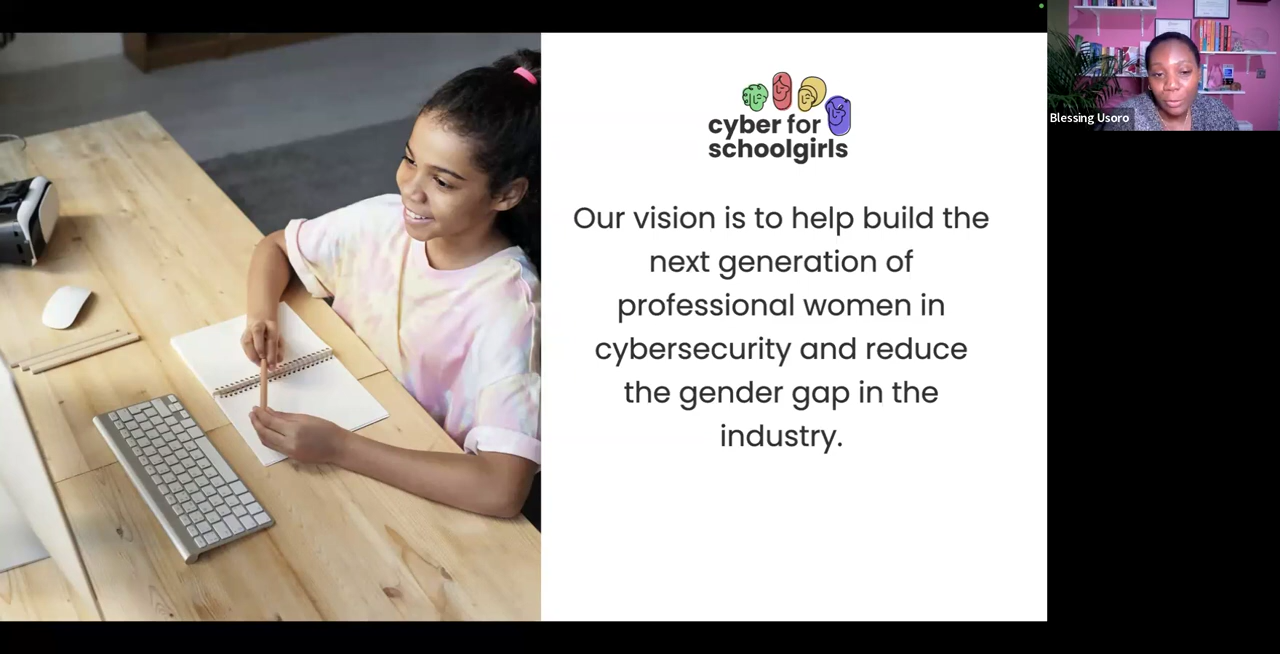 cyber for
schoolgirls
Our vision is to help build the
next generation of
professional women in
cybersecurity and reduce
the gender gap in the
industry.
Blessing Usoro